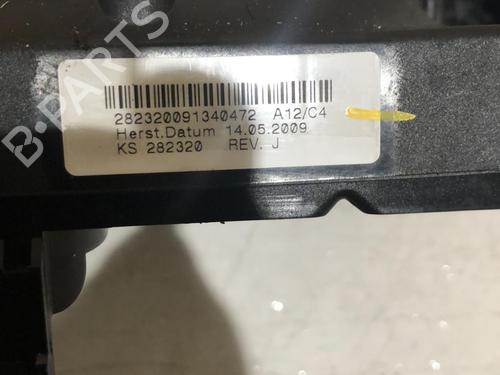 B-PARTS
282320091340472 A12/C4
Herst.Datum 14.05.2009
KS 282320 REV. J